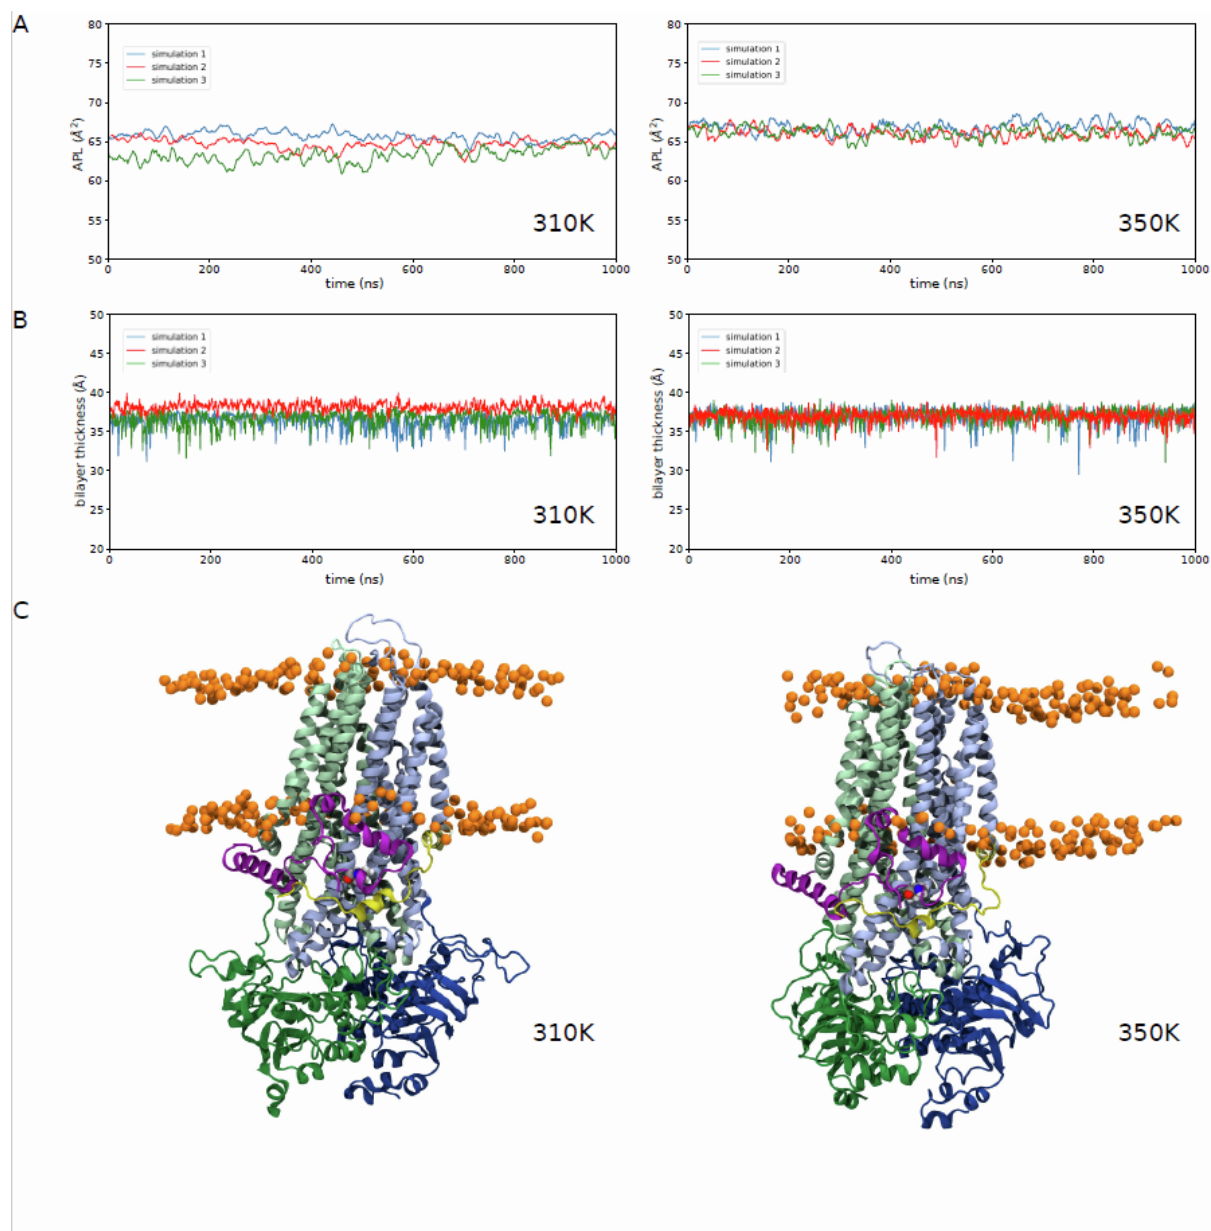 A
80
75
70
65
60
55
50
APL (Å²)
simulation 1
simulation 2
simulation 3
310K
0 200 400 600 800 1000
time (ns)
80
75
70
65
60
55
50
APL (Å²)
simulation 1
simulation 2
simulation 3
350K
0 200 400 600 800 1000
time (ns)
B
50
45
40
35
30
25
20
bilayer thickness (Å)
simulation 1
simulation 2
simulation 3
310K
0 200 400 600 800 1000
time (ns)
50
45
40
35
30
25
20
bilayer thickness (Å)
simulation 1
simulation 2
simulation 3
350K
0 200 400 600 800 1000
time (ns)
C
310K
350K